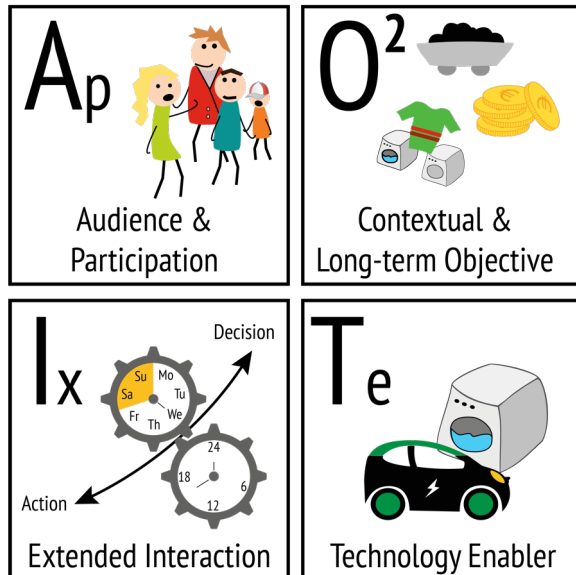 Ap
Audience &
Participation
O²
€
Contextual &
Long-term Objective
Ix
Decision
Su Mo
Sa Tu
Fr Th We
24
18 6
12
Action
Extended Interaction
Te
Technology Enabler